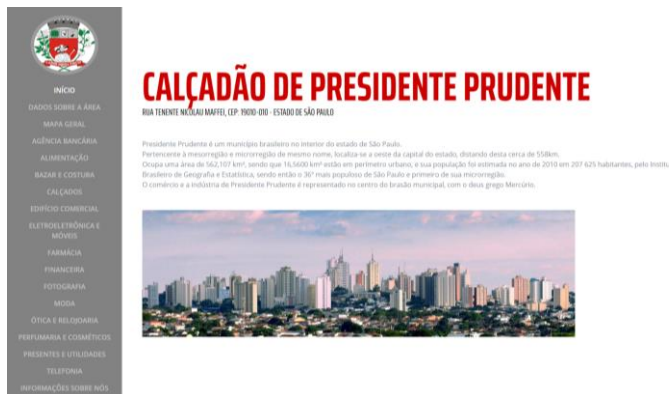 INÍCIO
DADOS SOBRE A ÁREA
MAPA GERAL
AGÊNCIA BANCÁRIA
ALIMENTAÇÃO
BAZAR E COSTURA
CALÇADOS
EDIFÍCIO COMERCIAL
ELETROELETRÔNICA E
MÓVEIS
FARMÁCIA
FINANCEIRA
FOTOGRAFIA
MODA
ÓTICA E RELOJOARIA
PERFUMARIA E COSMÉTICOS
PRESENTES E UTILIDADES
TELEFONIA
INFORMAÇÕES SOBRE NÓS
CALÇADÃO DE PRESIDENTE PRUDENTE
RUA TENENTE NICOLAU MAFFEI, CEP: 19010-010 - ESTADO DE SÃO PAULO
Presidente Prudente é um município brasileiro no interior do estado de São Paulo.
Pertencente à mesorregião e microrregião de mesmo nome, localiza-se a oeste da capital do estado, distando desta cerca de 558km.
Ocupa uma área de 562,107 km², sendo que 16,5600 km² estão em perímetro urbano, e sua população foi estimada no ano de 2010 em 207 625 habitantes, pelo Instit
Brasileiro de Geografia e Estatística, sendo então o 36º mais populoso de São Paulo e primeiro de sua microrregião.
O comércio e a indústria de Presidente Prudente é representado no centro do brasão municipal, com o deus grego Mercúrio.